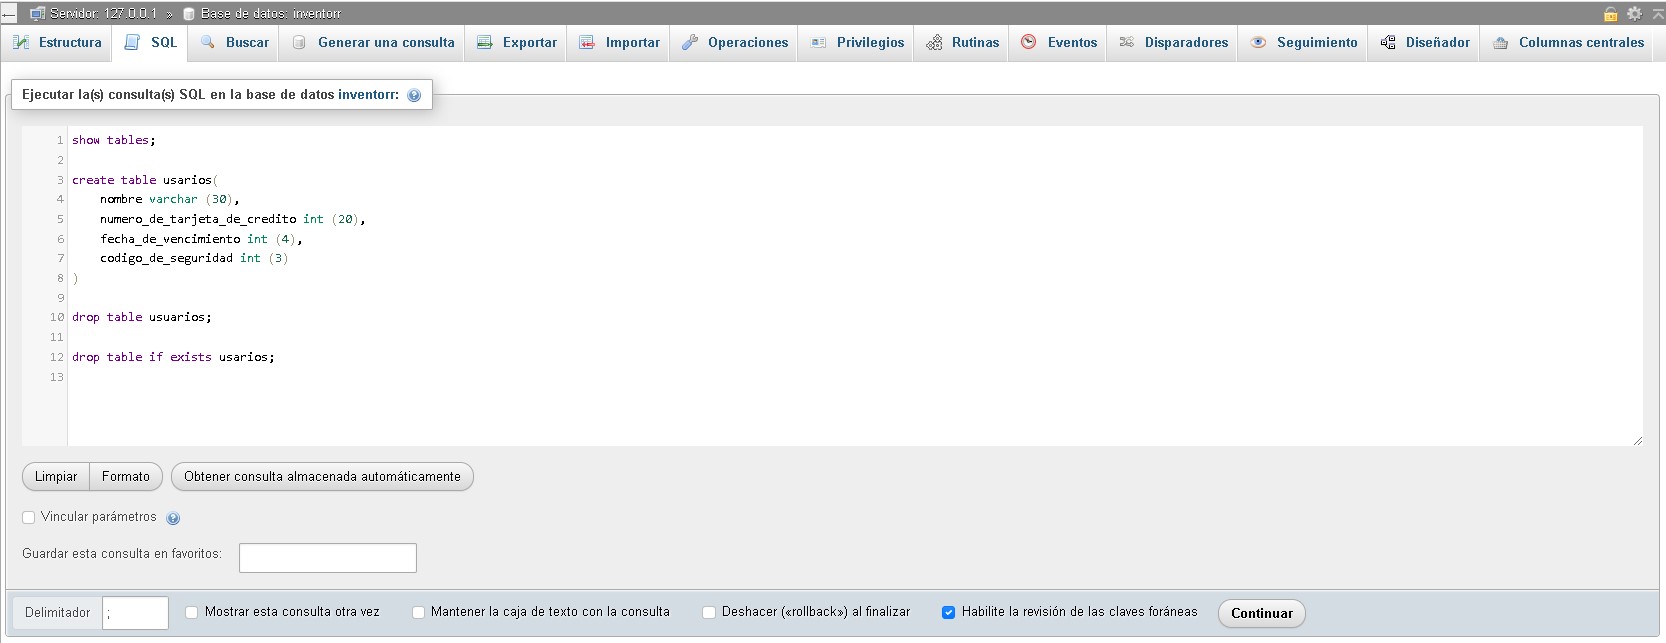 Servidor: 127.0.0.1 » Base de datos: inventorr
Estructura SQL Buscar Generar una consulta Exportar Importar Operaciones Privilegios Rutinas Eventos Disparadores Seguimiento Diseñador Columnas centrales
Ejecutar la(s) consulta(s) SQL en la base de datos inventorr:
1 show tables;
2
3 create table usarios(
4 nombre varchar (30),
5 numero_de_tarjeta_de_credito int (20),
6 fecha_de_vencimiento int (4),
7 codigo_de_seguridad int (3)
8 )
9
10 drop table usuarios;
11
12 drop table if exists usarios;
13
Limpiar Formato Obtener consulta almacenada automáticamente
Vincular parámetros
Guardar esta consulta en favoritos:
Delimitador ; Mostrar esta consulta otra vez Mantener la caja de texto con la consulta Deshacer («rollback») al finalizar Habilite la revisión de las claves foráneas Continuar